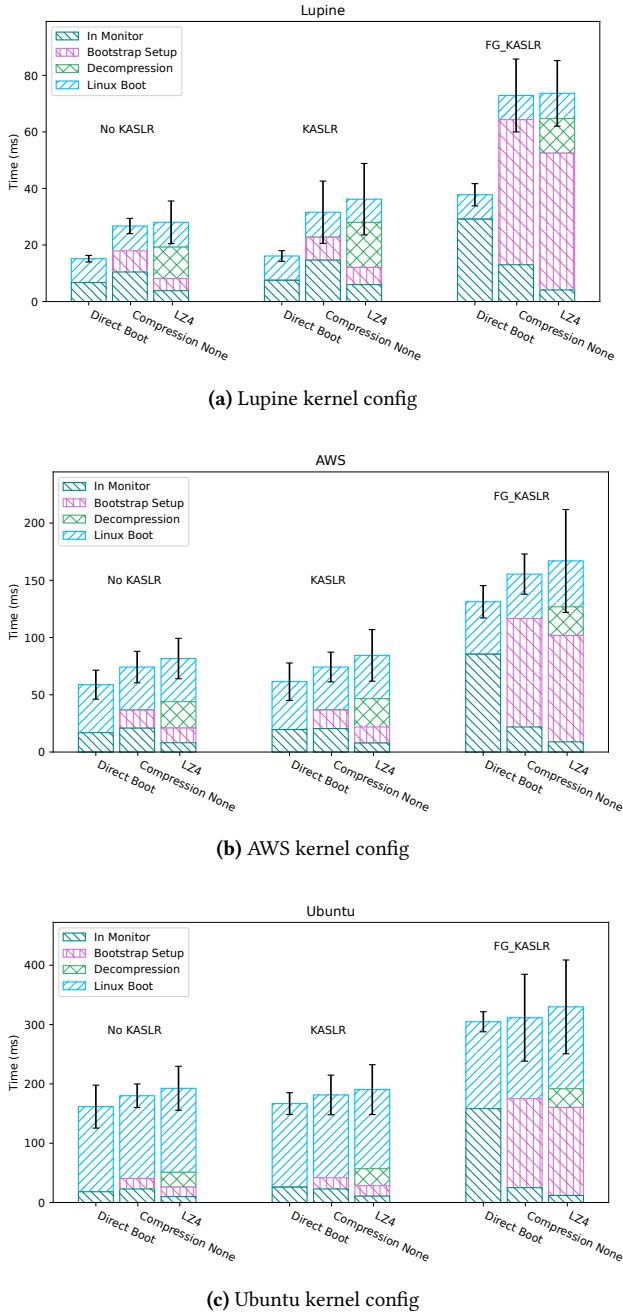 Lupine
In Monitor
Bootstrap Setup
Decompression
Linux Boot
No KASLR
KASLR
FG_KASLR
Time (ms)
80
60
40
20
0
Direct Boot
Compression None
LZ4
Direct Boot
Compression None
LZ4
Direct Boot
Compression None
LZ4
(a) Lupine kernel config
AWS
In Monitor
Bootstrap Setup
Decompression
Linux Boot
No KASLR
KASLR
FG_KASLR
Time (ms)
200
150
100
50
0
Direct Boot
Compression None
LZ4
Direct Boot
Compression None
LZ4
Direct Boot
Compression None
LZ4
(b) AWS kernel config
Ubuntu
In Monitor
Bootstrap Setup
Decompression
Linux Boot
No KASLR
KASLR
FG_KASLR
Time (ms)
400
300
200
100
0
Direct Boot
Compression None
LZ4
Direct Boot
Compression None
LZ4
Direct Boot
Compression None
LZ4
(c) Ubuntu kernel config